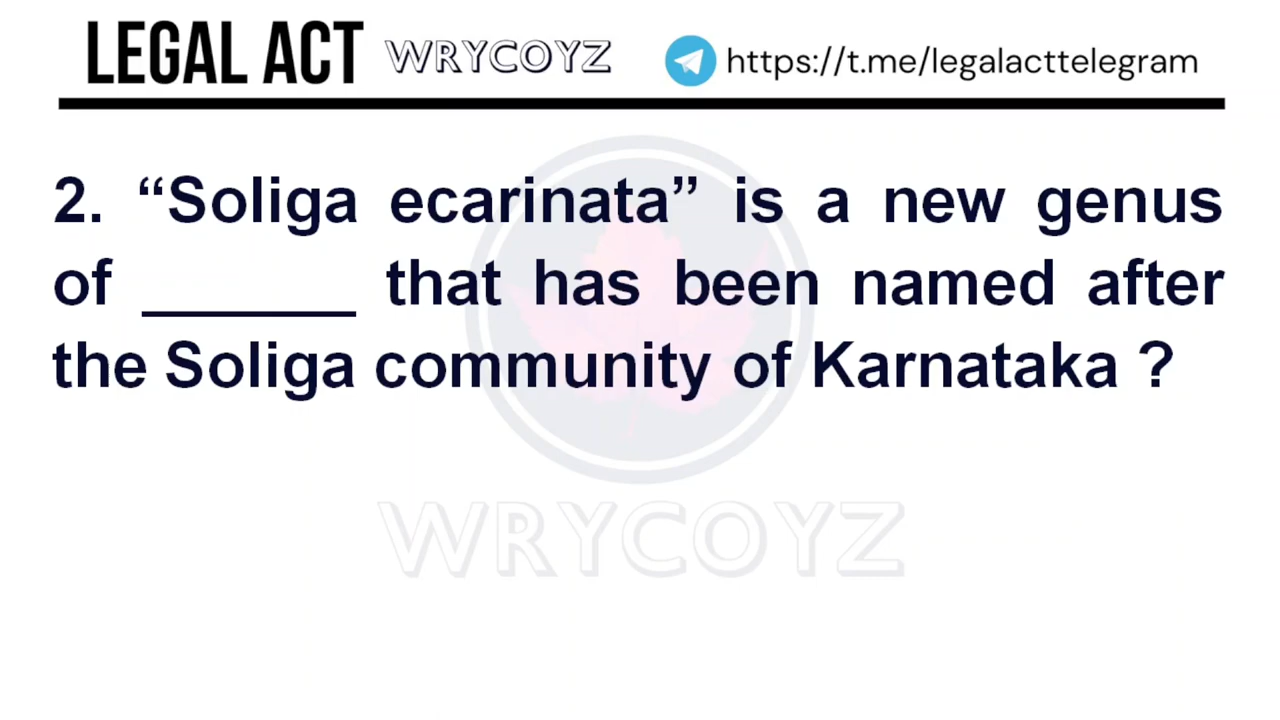 LEGAL ACT WRYCOYZ https://t.me/legalacttelegram
2. “Soliga ecarinata” is a new genus
of ______ that has been named after
the Soliga community of Karnataka ?
WRYCOYZ